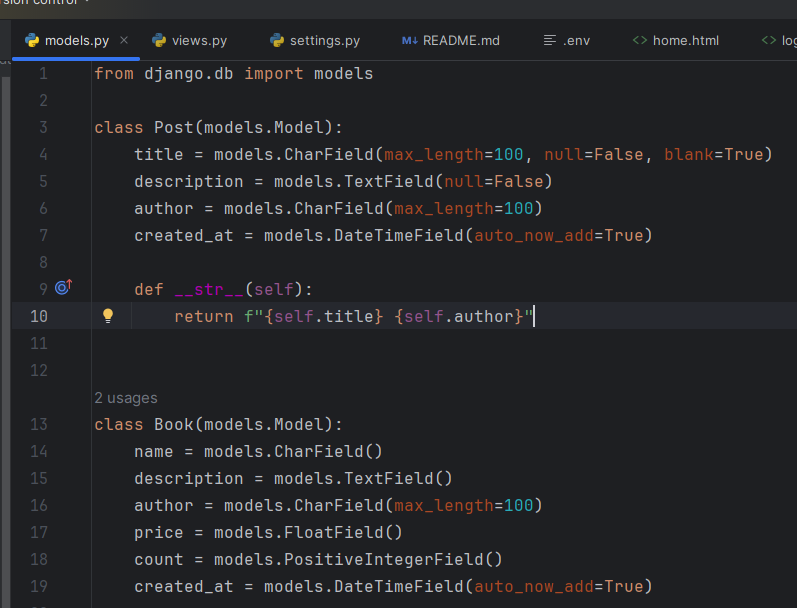 rsion control
models.py × views.py settings.py M↓ README.md .env <> home.html <> log
1 from django.db import models
2
3 class Post(models.Model):
4 title = models.CharField(max_length=100, null=False, blank=True)
5 description = models.TextField(null=False)
6 author = models.CharField(max_length=100)
7 created_at = models.DateTimeField(auto_now_add=True)
8
9 def __str__(self):
10 return f"{self.title} {self.author}"
11
12
2 usages
13 class Book(models.Model):
14 name = models.CharField()
15 description = models.TextField()
16 author = models.CharField(max_length=100)
17 price = models.FloatField()
18 count = models.PositiveIntegerField()
19 created_at = models.DateTimeField(auto_now_add=True)